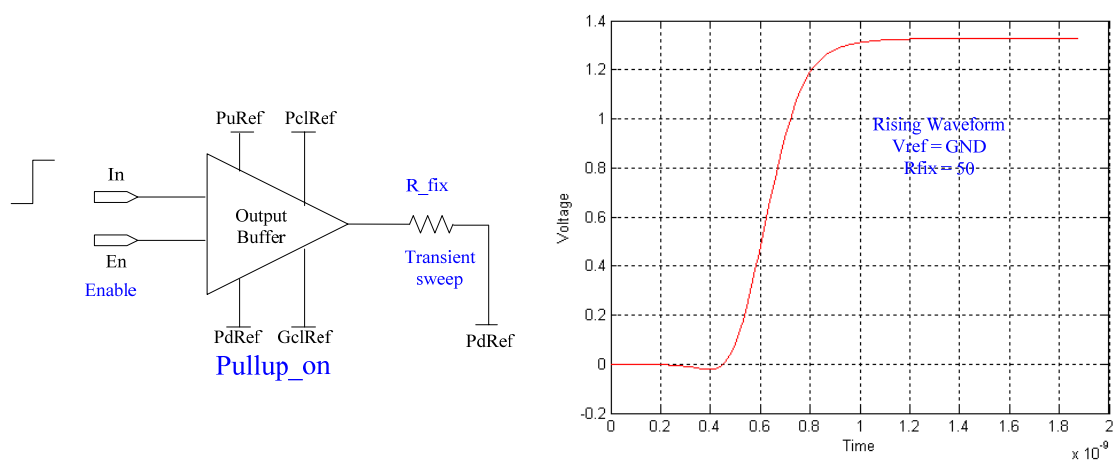 PuRef
PclRef
In
R_fix
Output
Buffer
En
Transient
sweep
Enable
PdRef
GclRef
PdRef
Pullup_on
1.4
1.2
1
0.8
0.6
0.4
0.2
0
-0.2
Voltage
Rising Waveform
Vref = GND
Rfix = 50
0
0.2
0.4
0.6
0.8
1
1.2
1.4
1.6
1.8
2
Time
x 10^-9